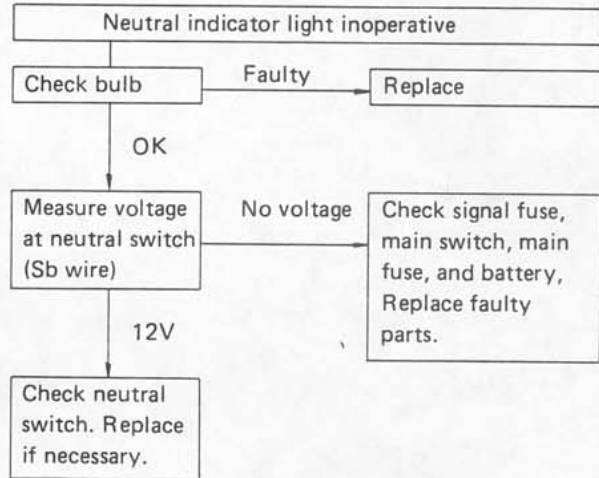 Neutral indicator light inoperative
Check bulb
Faulty
Replace
OK
Measure voltage
at neutral switch
(Sb wire)
No voltage
Check signal fuse,
main switch, main
fuse, and battery,
Replace faulty
parts.
12V
Check neutral
switch. Replace
if necessary.